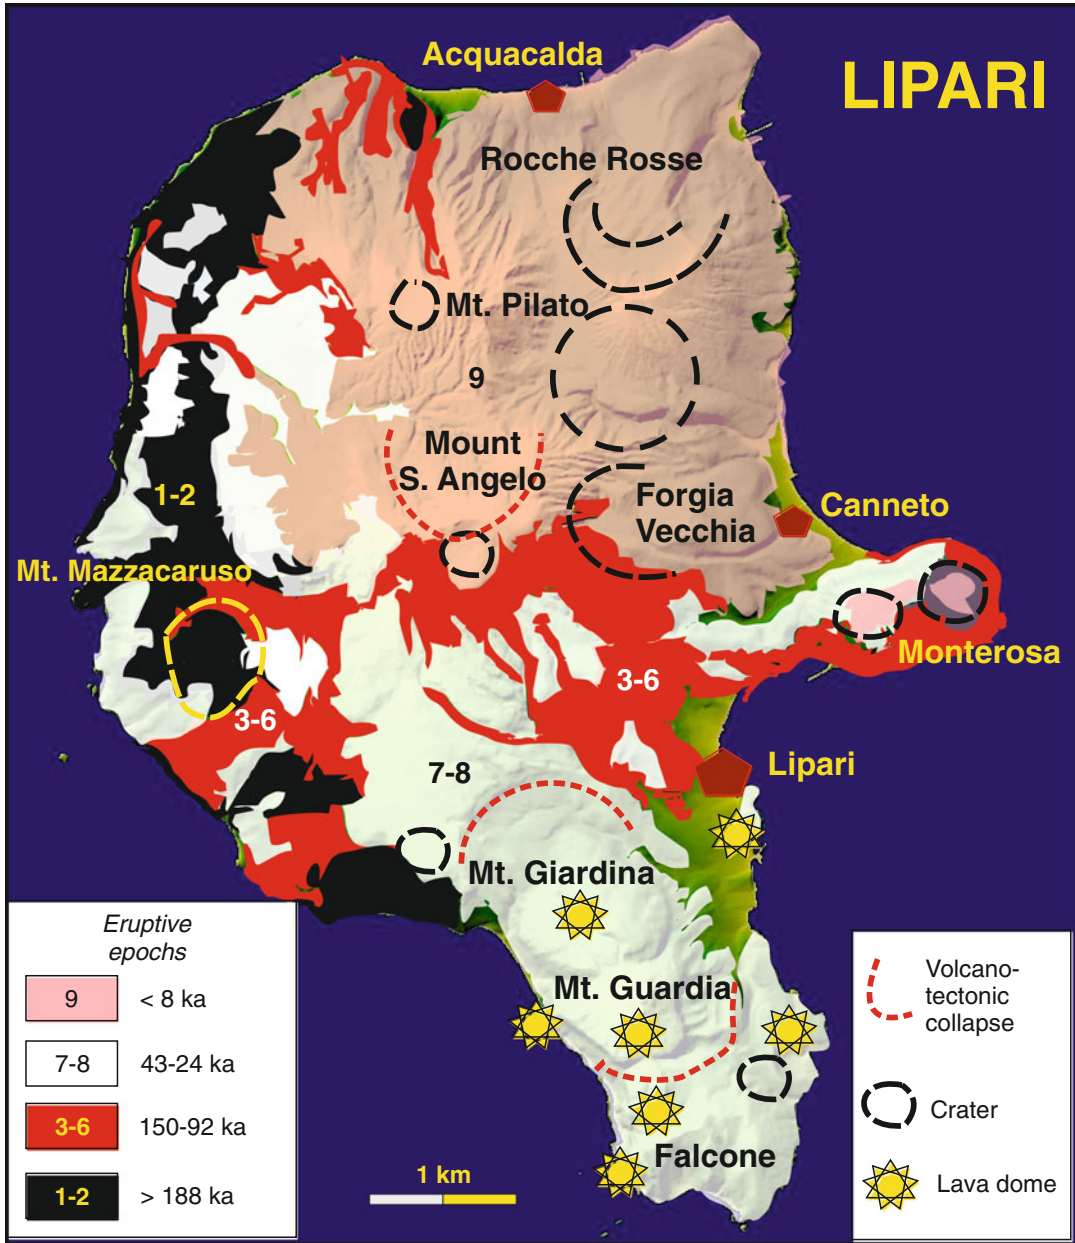 LIPARI
Acquacalda
Rocche Rosse
Mt. Pilato
9
Mount
S. Angelo
1-2
Forgia
Vecchia
Canneto
Mt. Mazzacaruso
Monterosa
3-6
3-6
7-8
Lipari
Mt. Giardina
Mt. Guardia
Falcone
1 km
Eruptive
epochs
9 < 8 ka
7-8 43-24 ka
3-6 150-92 ka
1-2 > 188 ka
Volcano-
tectonic
collapse
Crater
Lava dome